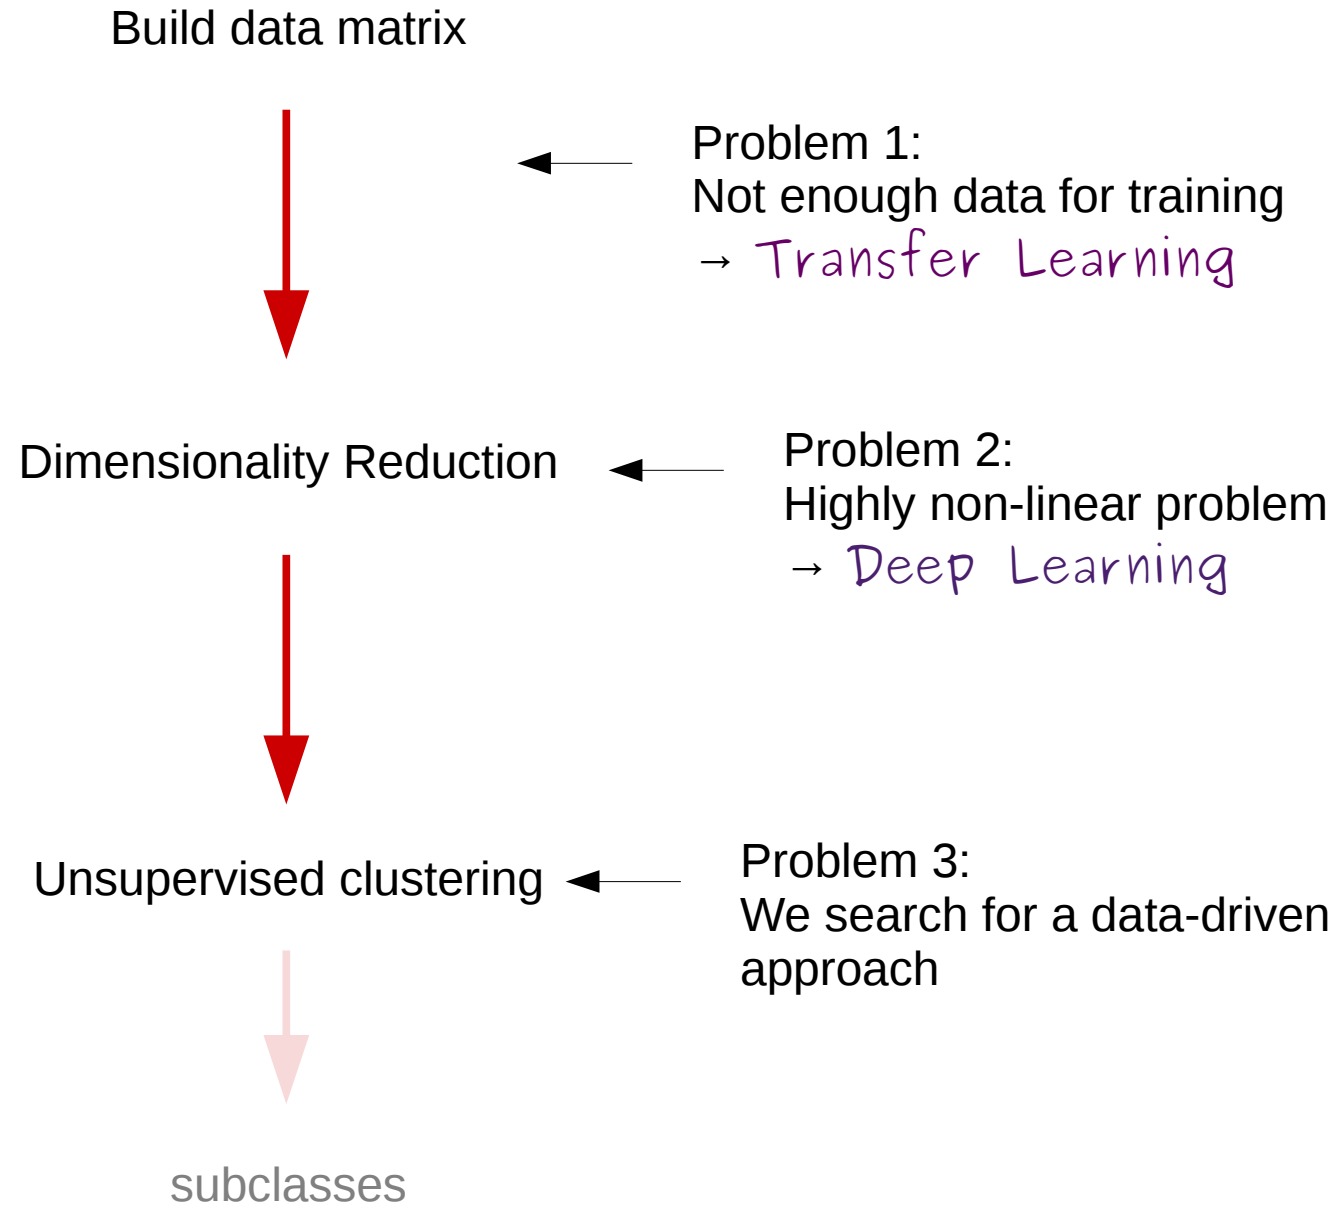 Build data matrix
Problem 1:
Not enough data for training
→ Transfer Learning
Dimensionality Reduction
Problem 2:
Highly non-linear problem
→ Deep Learning
Unsupervised clustering
Problem 3:
We search for a data-driven
approach
subclasses